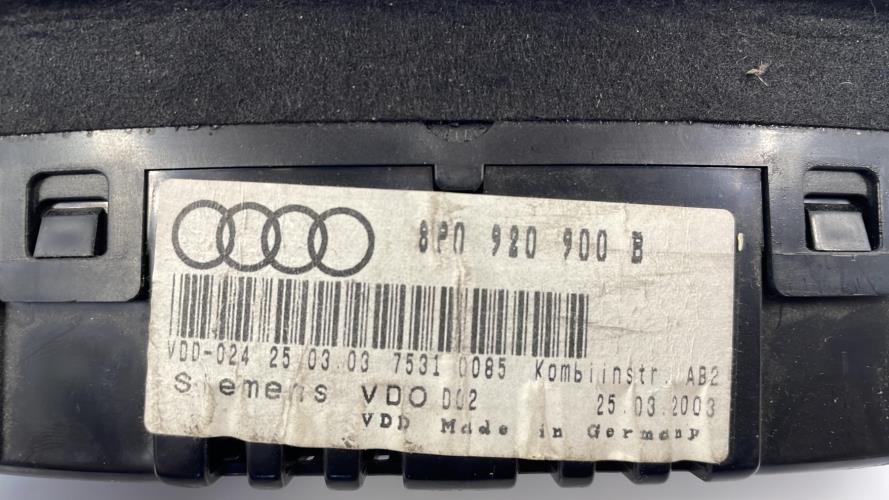 8P0 920 900 B
VDD-024 25 03.03 7531 0085 Kombiinstr. AB2
Siemens VDO D02 25.03.2003
VDD Made in Germany